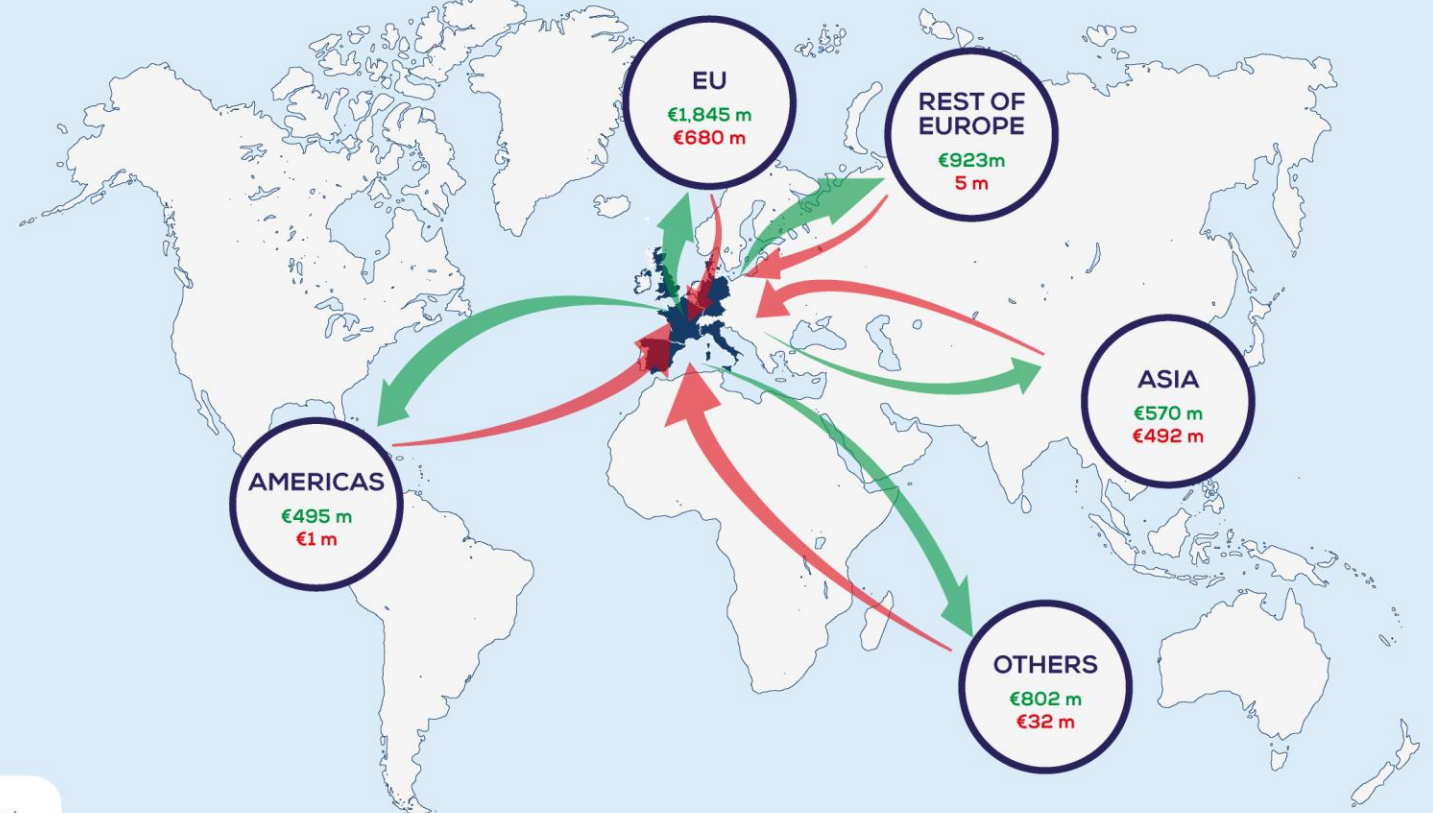 EU
€1,845 m
€680 m
REST OF
EUROPE
€923m
5 m
ASIA
€570 m
€492 m
AMERICAS
€495 m
€1 m
OTHERS
€802 m
€32 m